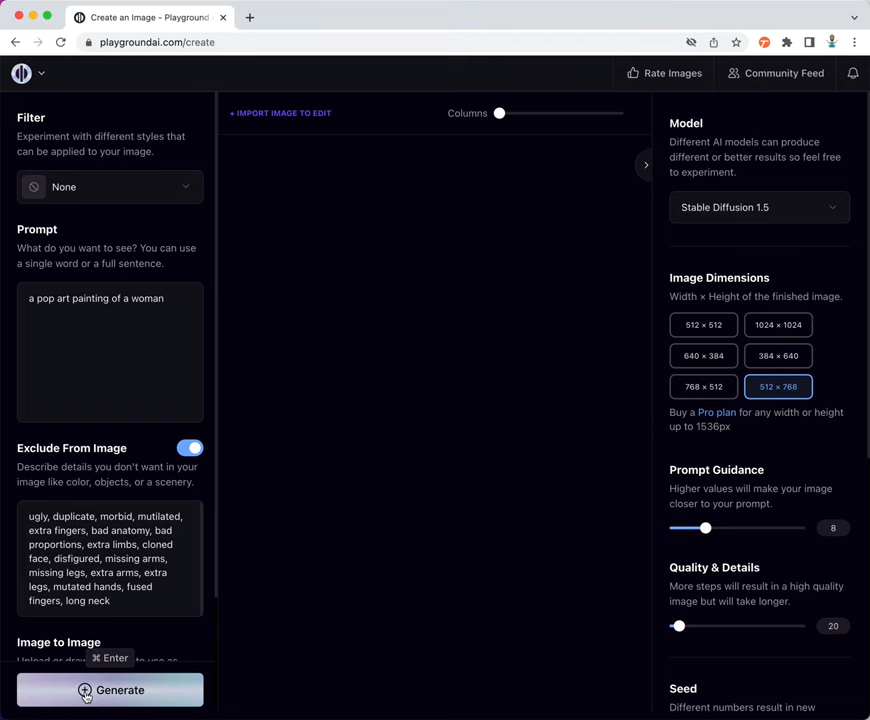 Create an Image - Playground
playgroundai.com/create
Rate Images
Community Feed
Filter
Experiment with different styles that
can be applied to your image.
None
Prompt
What do you want to see? You can use
a single word or a full sentence.
a pop art painting of a woman
Exclude From Image
Describe details you don't want in your
image like color, objects, or a scenery.
ugly, duplicate, morbid, mutilated,
extra fingers, bad anatomy, bad
proportions, extra limbs, cloned
face, disfigured, missing arms,
missing legs, extra arms, extra
legs, mutated hands, fused
fingers, long neck
Image to Image
⌘ Enter
Generate
+ IMPORT IMAGE TO EDIT
Columns
Model
Different AI models can produce
different or better results so feel free
to experiment.
Stable Diffusion 1.5
Image Dimensions
Width × Height of the finished image.
512 × 512
1024 × 1024
640 × 384
384 × 640
768 × 512
512 × 768
Buy a Pro plan for any width or height
up to 1536px
Prompt Guidance
Higher values will make your image
closer to your prompt.
8
Quality & Details
More steps will result in a high quality
image but will take longer.
20
Seed
Different numbers result in new